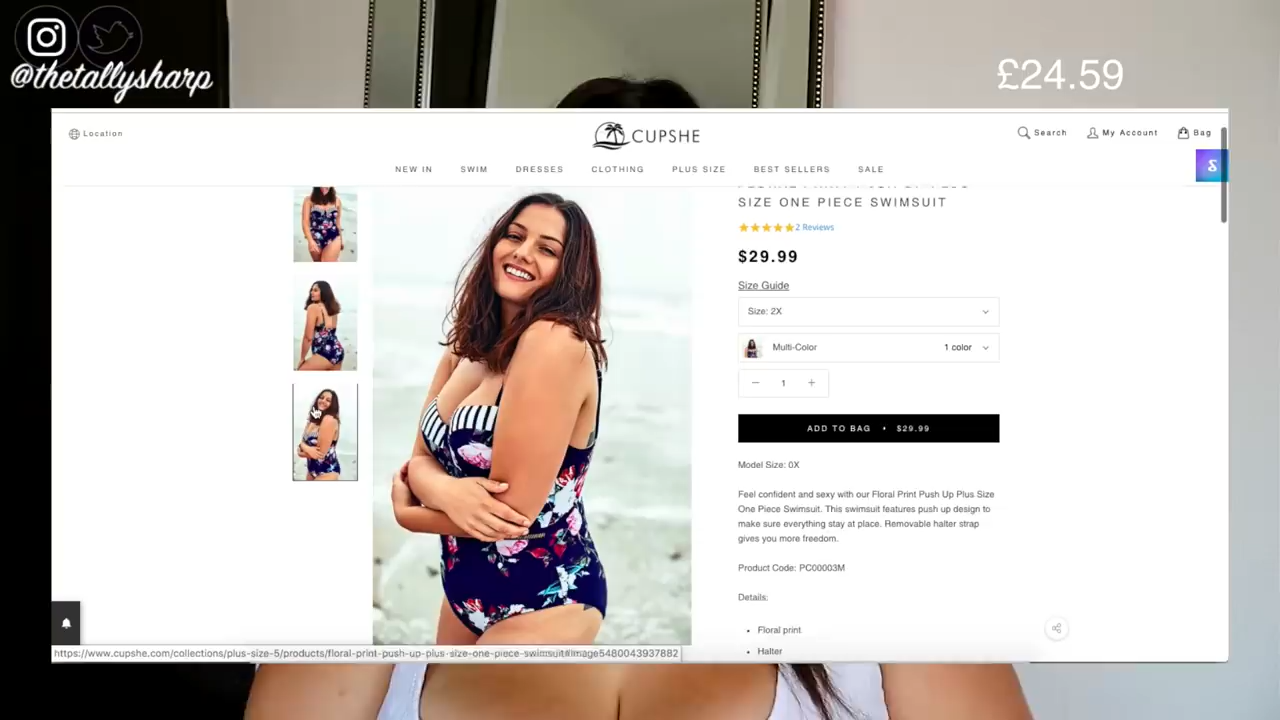 @thetallysharp
£24.59
Location
CUPSHE
Search
My Account
Bag
NEW IN
SWIM
DRESSES
CLOTHING
PLUS SIZE
BEST SELLERS
SALE
SIZE ONE PIECE SWIMSUIT
2 Reviews
$29.99
Size Guide
Size: 2X
Multi-Color
1 color
1
ADD TO BAG • $29.99
Model Size: 0X
Feel confident and sexy with our Floral Print Push Up Plus Size
One Piece Swimsuit. This swimsuit features push up design to
make sure everything stay at place. Removable halter strap
gives you more freedom.
Product Code: PC00003M
Details:
Floral print
Halter
https://www.cupshe.com/collections/plus-size-5/products/floral-print-push-up-plus-size-one-piece-swimsuit#Image5480043937882